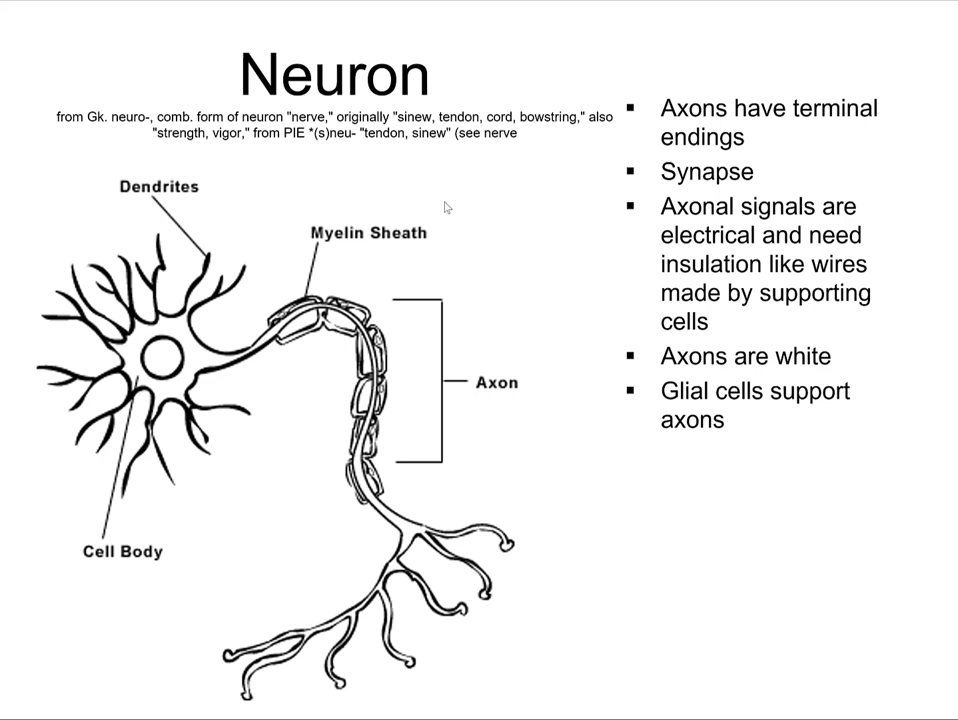 Neuron
from Gk. neuro-, comb. form of neuron "nerve," originally "sinew, tendon, cord, bowstring," also
"strength, vigor," from PIE *(s)neu- "tendon, sinew" (see nerve
Dendrites
Myelin Sheath
Axon
Cell Body
▪ Axons have terminal
endings
▪ Synapse
▪ Axonal signals are
electrical and need
insulation like wires
made by supporting
cells
▪ Axons are white
▪ Glial cells support
axons